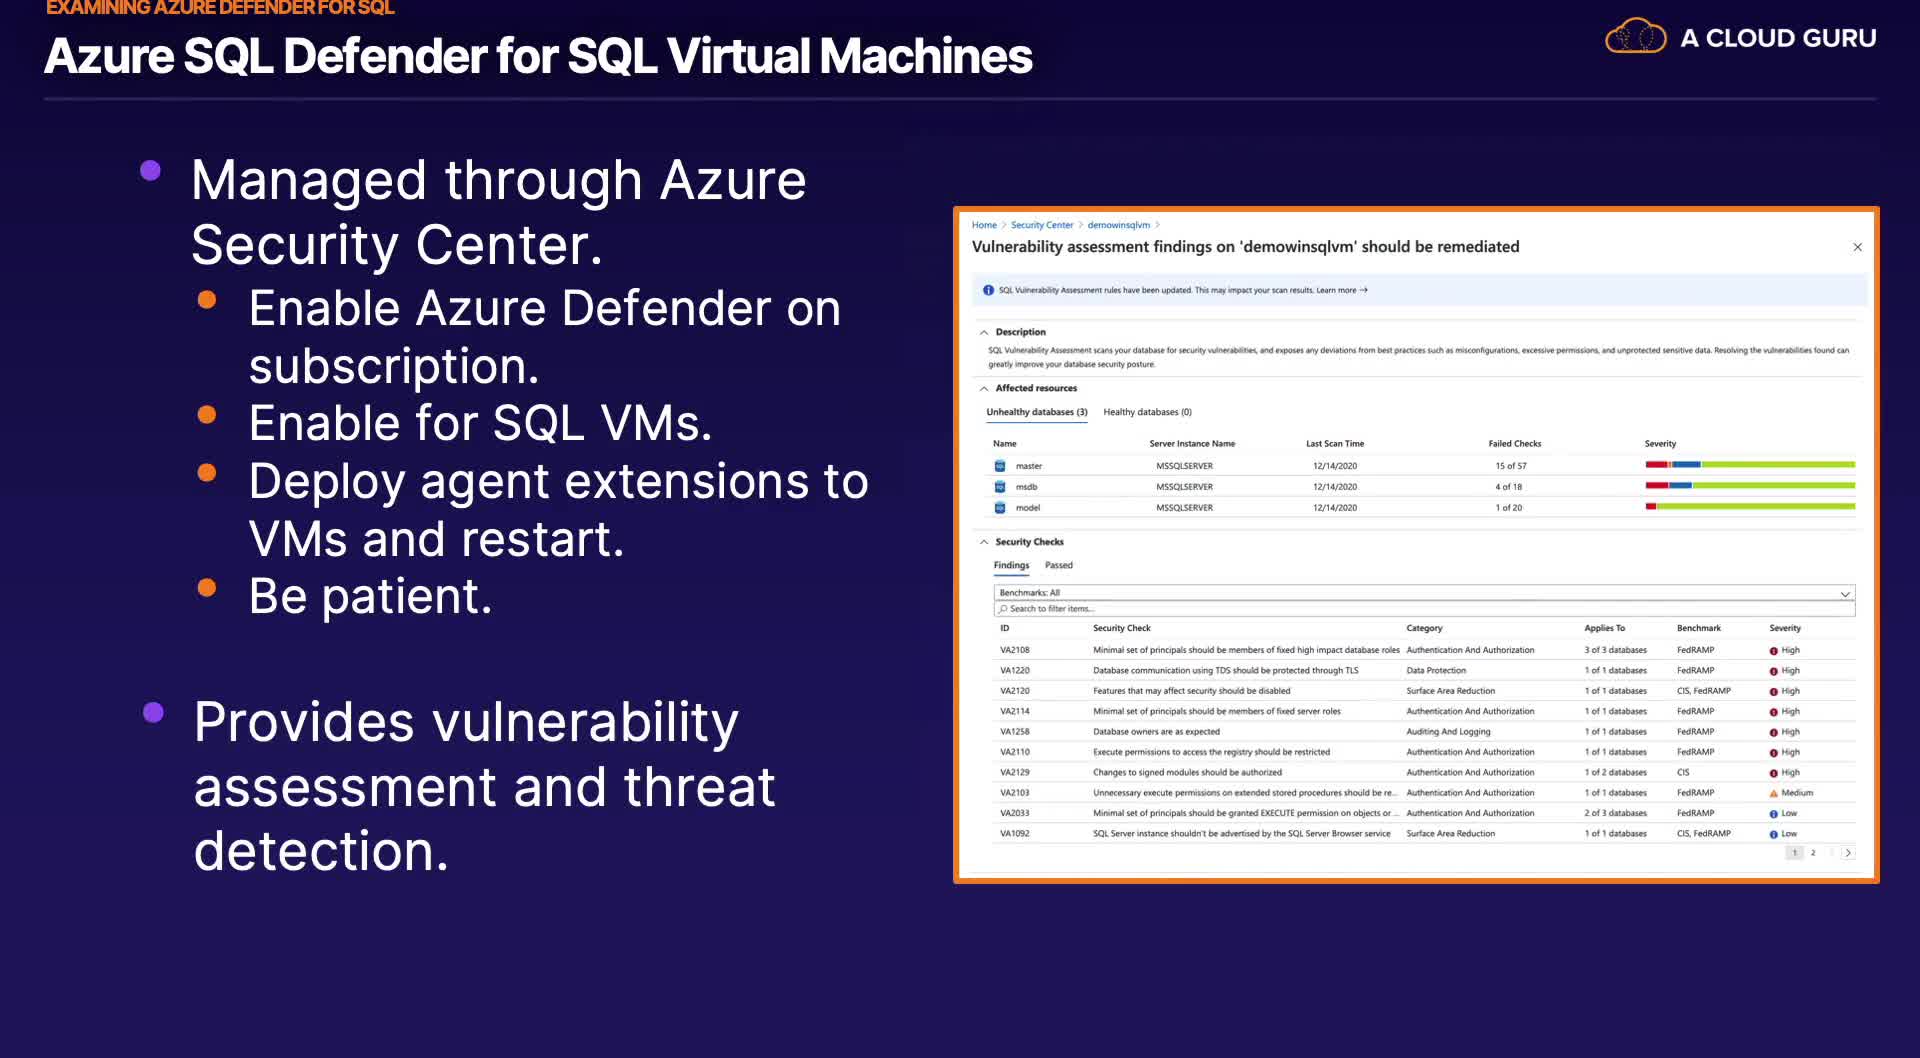 EXAMINING AZURE DEFENDER FOR SQL
Azure SQL Defender for SQL Virtual Machines
A CLOUD GURU
Managed through Azure
Security Center.
Enable Azure Defender on
subscription.
Enable for SQL VMs.
Deploy agent extensions to
VMs and restart.
Be patient.
Provides vulnerability
assessment and threat
detection.
Home > Security Center > demowinsqlvm >
Vulnerability assessment findings on 'demowinsqlvm' should be remediated
SQL Vulnerability Assessment rules have been updated. This may impact your scan results. Learn more →
Description
SQL Vulnerability Assessment scans your database for security vulnerabilities, and exposes any deviations from best practices such as misconfigurations, excessive permissions, and unprotected sensitive data. Resolving the vulnerabilities found can
greatly improve your database security posture.
Affected resources
Unhealthy databases (3) Healthy databases (0)
Name Server Instance Name Last Scan Time Failed Checks Severity
master MSSQLSERVER 12/14/2020 15 of 57
msdb MSSQLSERVER 12/14/2020 4 of 18
model MSSQLSERVER 12/14/2020 1 of 20
Security Checks
Findings Passed
Benchmarks: All
Search to filter items...
ID Security Check Category Applies To Benchmark Severity
VA2108 Minimal set of principals should be members of fixed high impact database roles Authentication And Authorization 3 of 3 databases FedRAMP High
VA1220 Database communication using TDS should be protected through TLS Data Protection 1 of 1 databases FedRAMP High
VA2120 Features that may affect security should be disabled Surface Area Reduction 1 of 1 databases CIS, FedRAMP High
VA2114 Minimal set of principals should be members of fixed server roles Authentication And Authorization 1 of 1 databases FedRAMP High
VA1258 Database owners are as expected Auditing And Logging 1 of 1 databases FedRAMP High
VA2110 Execute permissions to access the registry should be restricted Authentication And Authorization 1 of 1 databases FedRAMP High
VA2129 Changes to signed modules should be authorized Authentication And Authorization 1 of 2 databases CIS High
VA2103 Unnecessary execute permissions on extended stored procedures should be re... Authentication And Authorization 1 of 1 databases FedRAMP Medium
VA2033 Minimal set of principals should be granted EXECUTE permission on objects or ... Authentication And Authorization 2 of 3 databases FedRAMP Low
VA1092 SQL Server instance shouldn't be advertised by the SQL Server Browser service Surface Area Reduction 1 of 1 databases CIS, FedRAMP Low
1 2 >